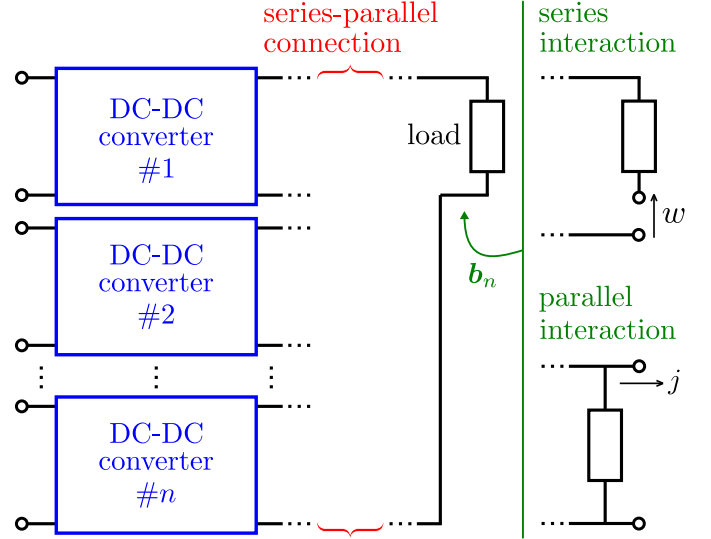 series-parallel
connection
series
interaction
DC-DC
converter
#1
load
w
DC-DC
converter
#2
b_n
parallel
interaction
j
DC-DC
converter
#n